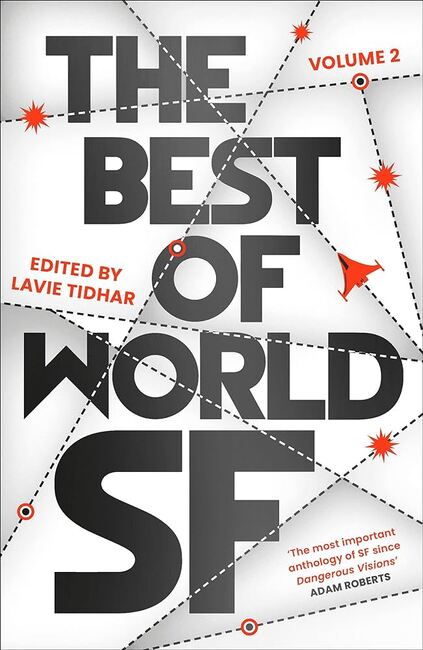 THE
VOLUME 2
BEST
OF
EDITED BY
LAVIE TIDHAR
WORLD
SF
'The most important
anthology of SF since
Dangerous Visions'
ADAM ROBERTS